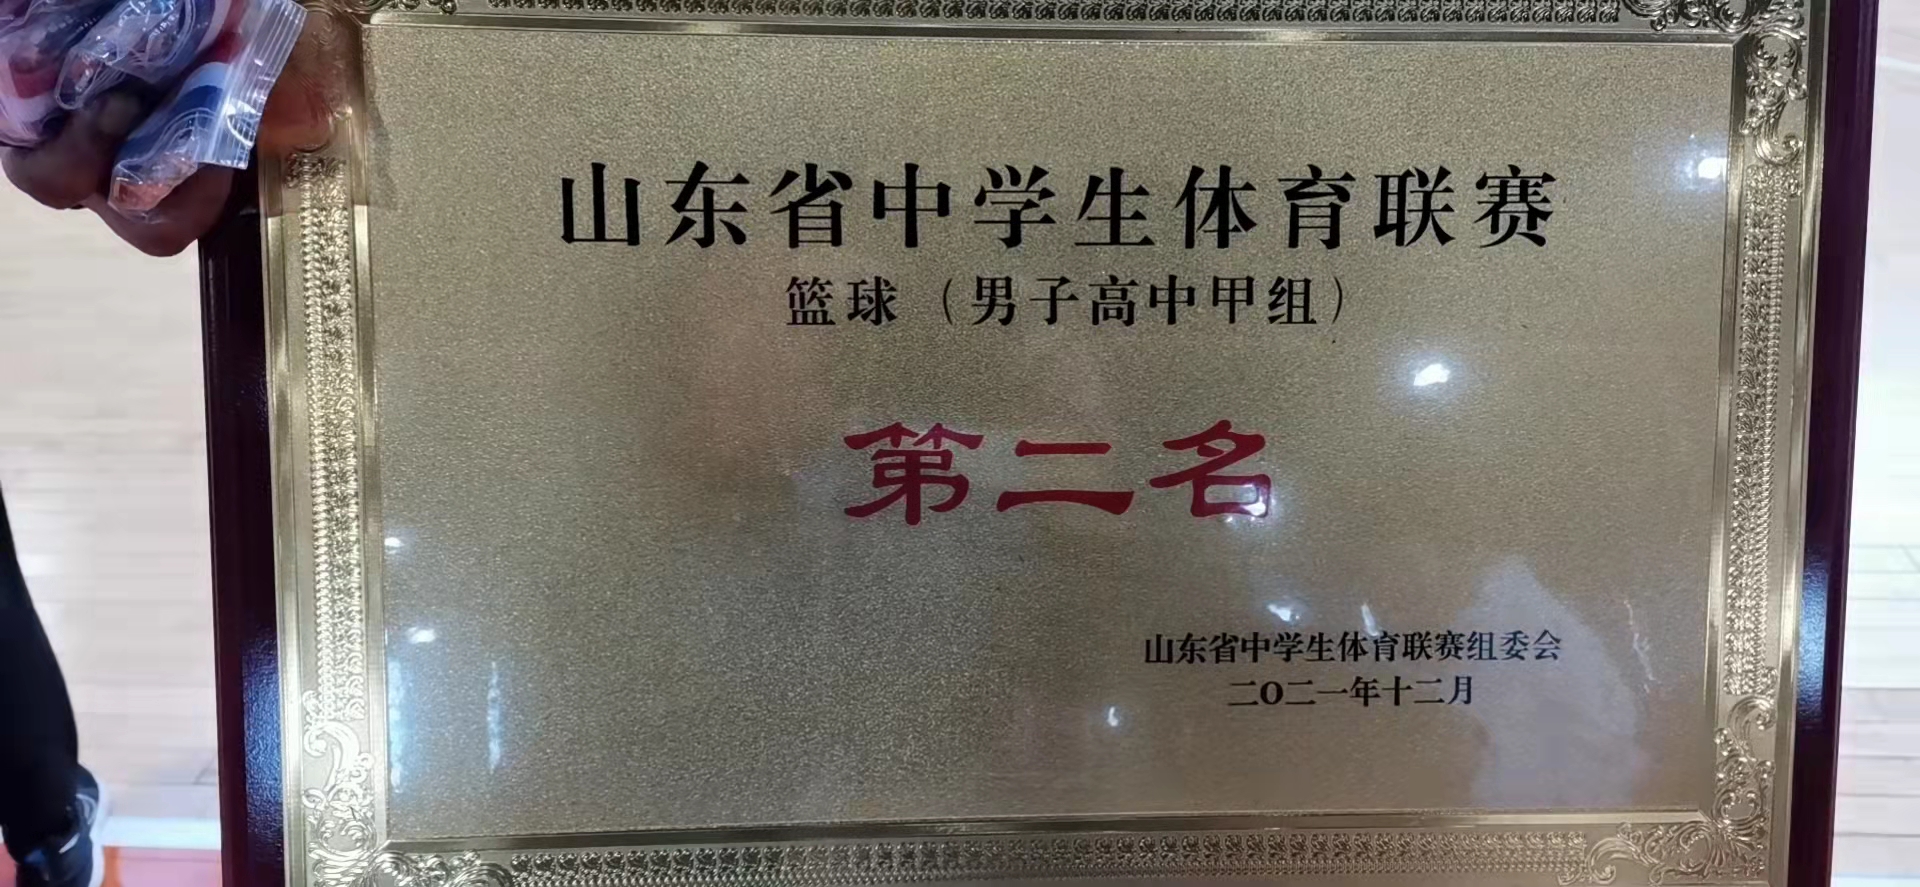 山东省中学生体育联赛
篮球（男子高中甲组）
第二名
山东省中学生体育联赛组委会
二〇二一年十二月